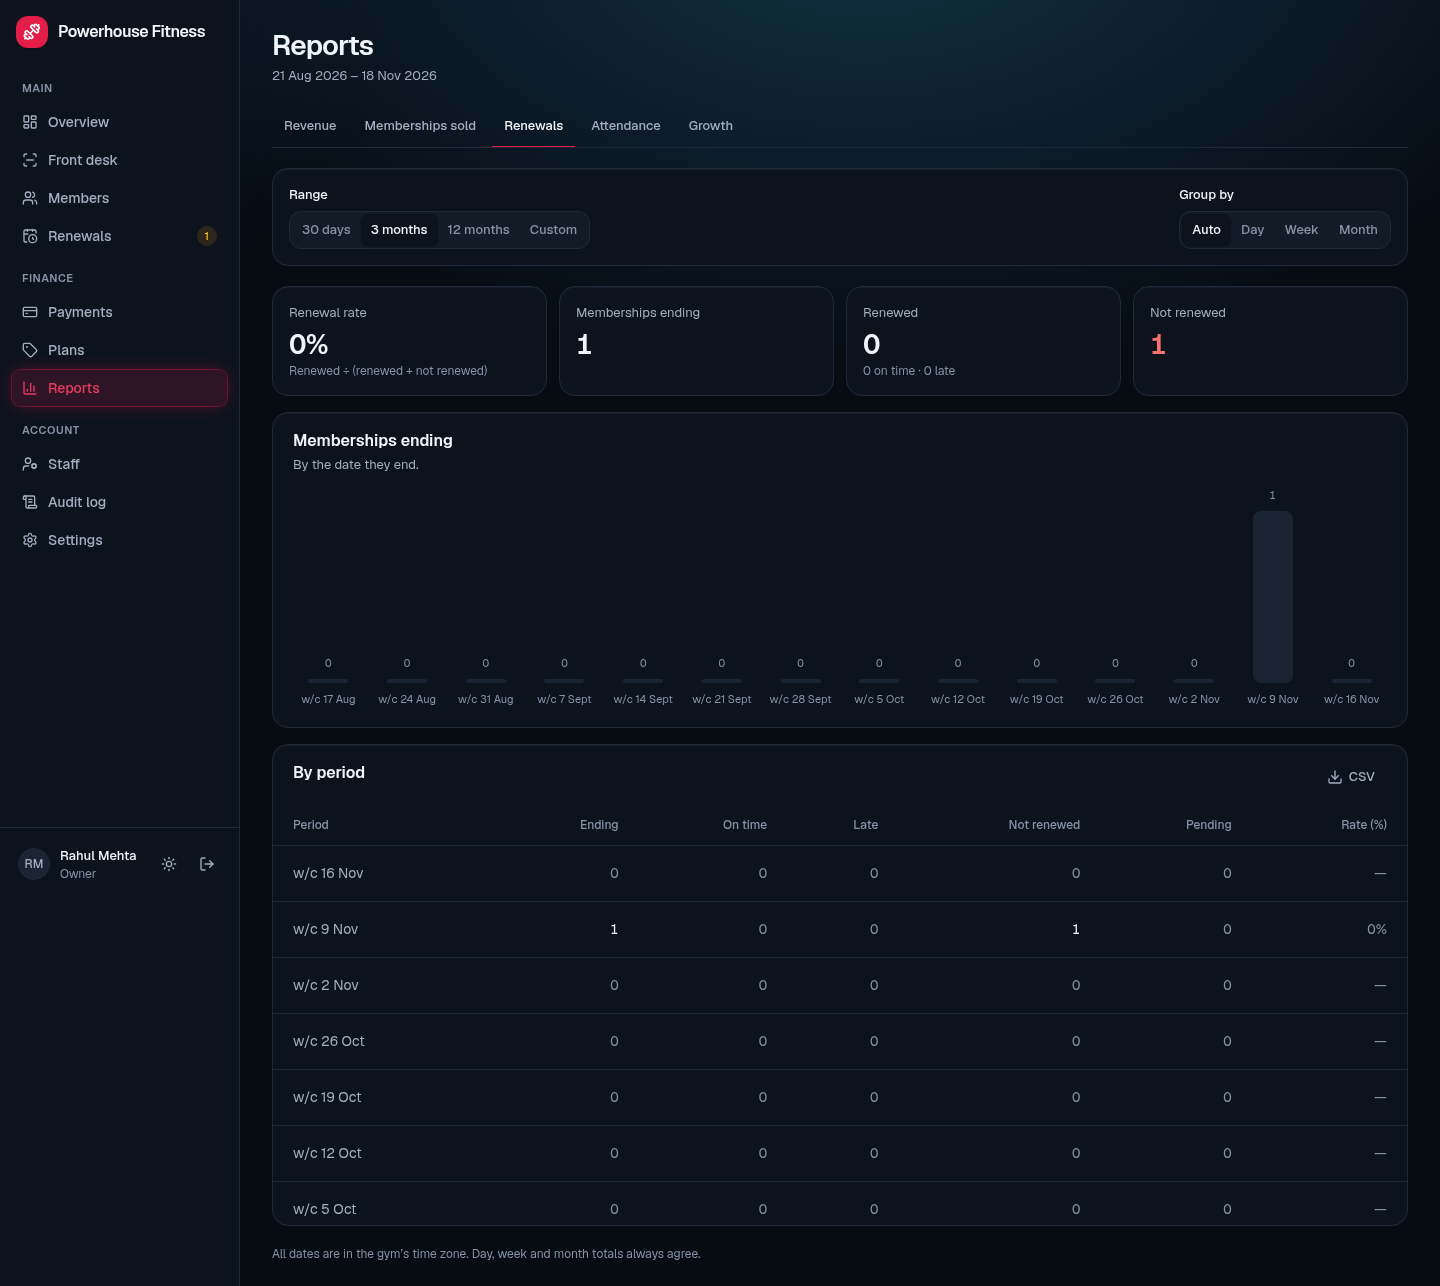 Powerhouse Fitness
MAIN
Overview
Front desk
Members
Renewals 1
FINANCE
Payments
Plans
Reports
ACCOUNT
Staff
Audit log
Settings
RM
Rahul Mehta
Owner
Reports
21 Aug 2026 – 18 Nov 2026
Revenue Memberships sold Renewals Attendance Growth
Range
30 days 3 months 12 months Custom
Group by
Auto Day Week Month
Renewal rate
0%
Renewed ÷ (renewed + not renewed)
Memberships ending
1
Renewed
0
0 on time · 0 late
Not renewed
1
Memberships ending
By the date they end.
0 0 0 0 0 0 0 0 0 0 0 0 1 0
w/c 17 Aug w/c 24 Aug w/c 31 Aug w/c 7 Sept w/c 14 Sept w/c 21 Sept w/c 28 Sept w/c 5 Oct w/c 12 Oct w/c 19 Oct w/c 26 Oct w/c 2 Nov w/c 9 Nov w/c 16 Nov
By period
CSV
Period Ending On time Late Not renewed Pending Rate (%)
w/c 16 Nov 0 0 0 0 0 —
w/c 9 Nov 1 0 0 1 0 0%
w/c 2 Nov 0 0 0 0 0 —
w/c 26 Oct 0 0 0 0 0 —
w/c 19 Oct 0 0 0 0 0 —
w/c 12 Oct 0 0 0 0 0 —
w/c 5 Oct 0 0 0 0 0 —
All dates are in the gym's time zone. Day, week and month totals always agree.